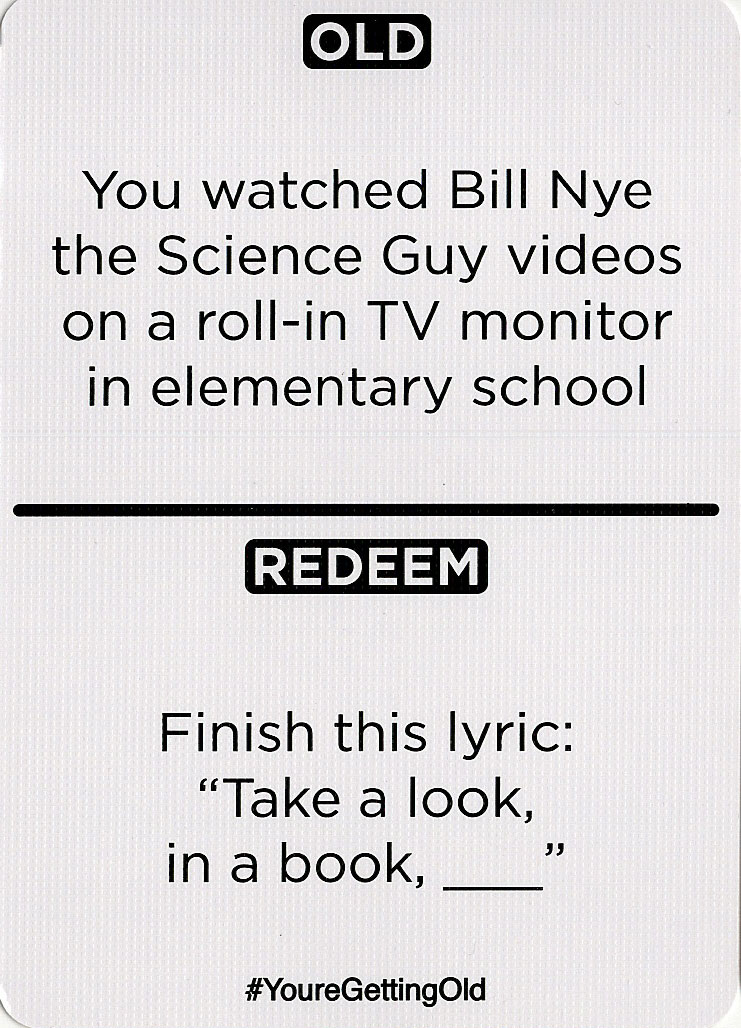 OLD
You watched Bill Nye
the Science Guy videos
on a roll-in TV monitor
in elementary school
REDEEM
Finish this lyric:
“Take a look,
in a book, ____”
#YoureGettingOld